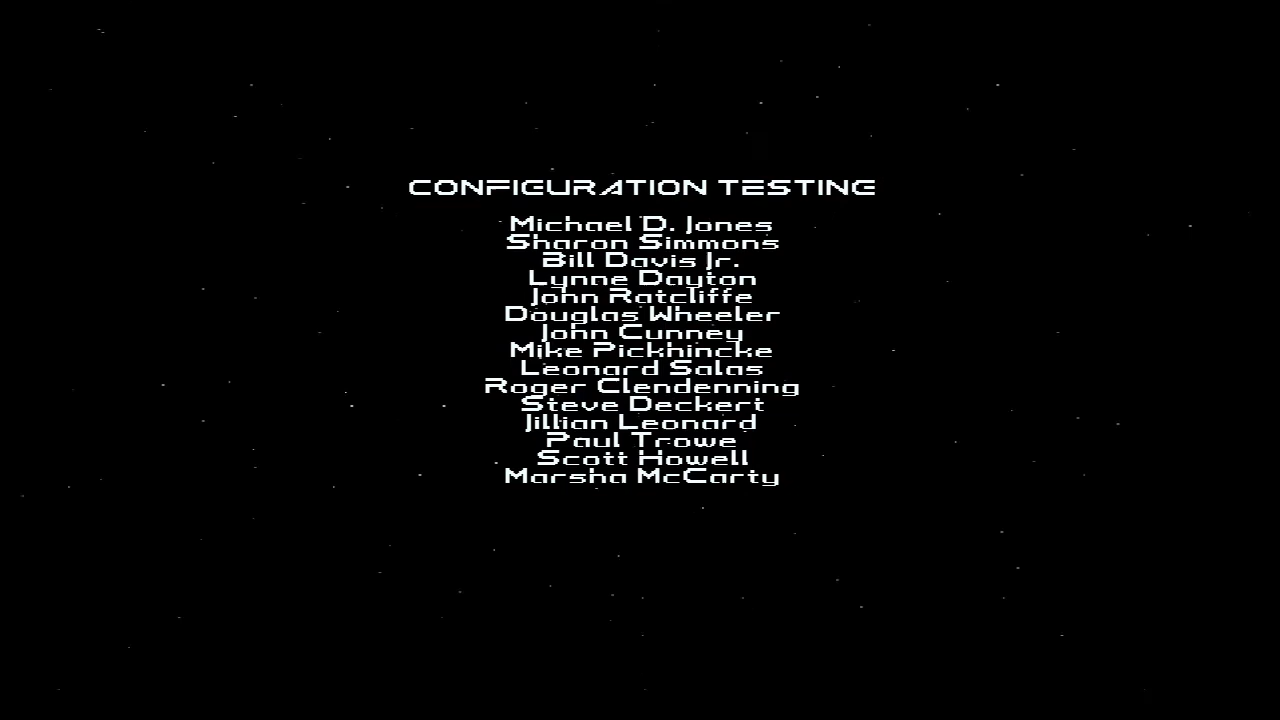 CONFIGURATION TESTING
Michael D. Jones
Sharon Simmons
Bill Davis Jr.
Lynne Dayton
John Ratcliffe
Douglas Wheeler
John Cunney
Mike Pickhincke
Leonard Salas
Roger Clendenning
Steve Deckert
Jillian Leonard
Paul Trowe
Scott Howell
Marsha McCarty